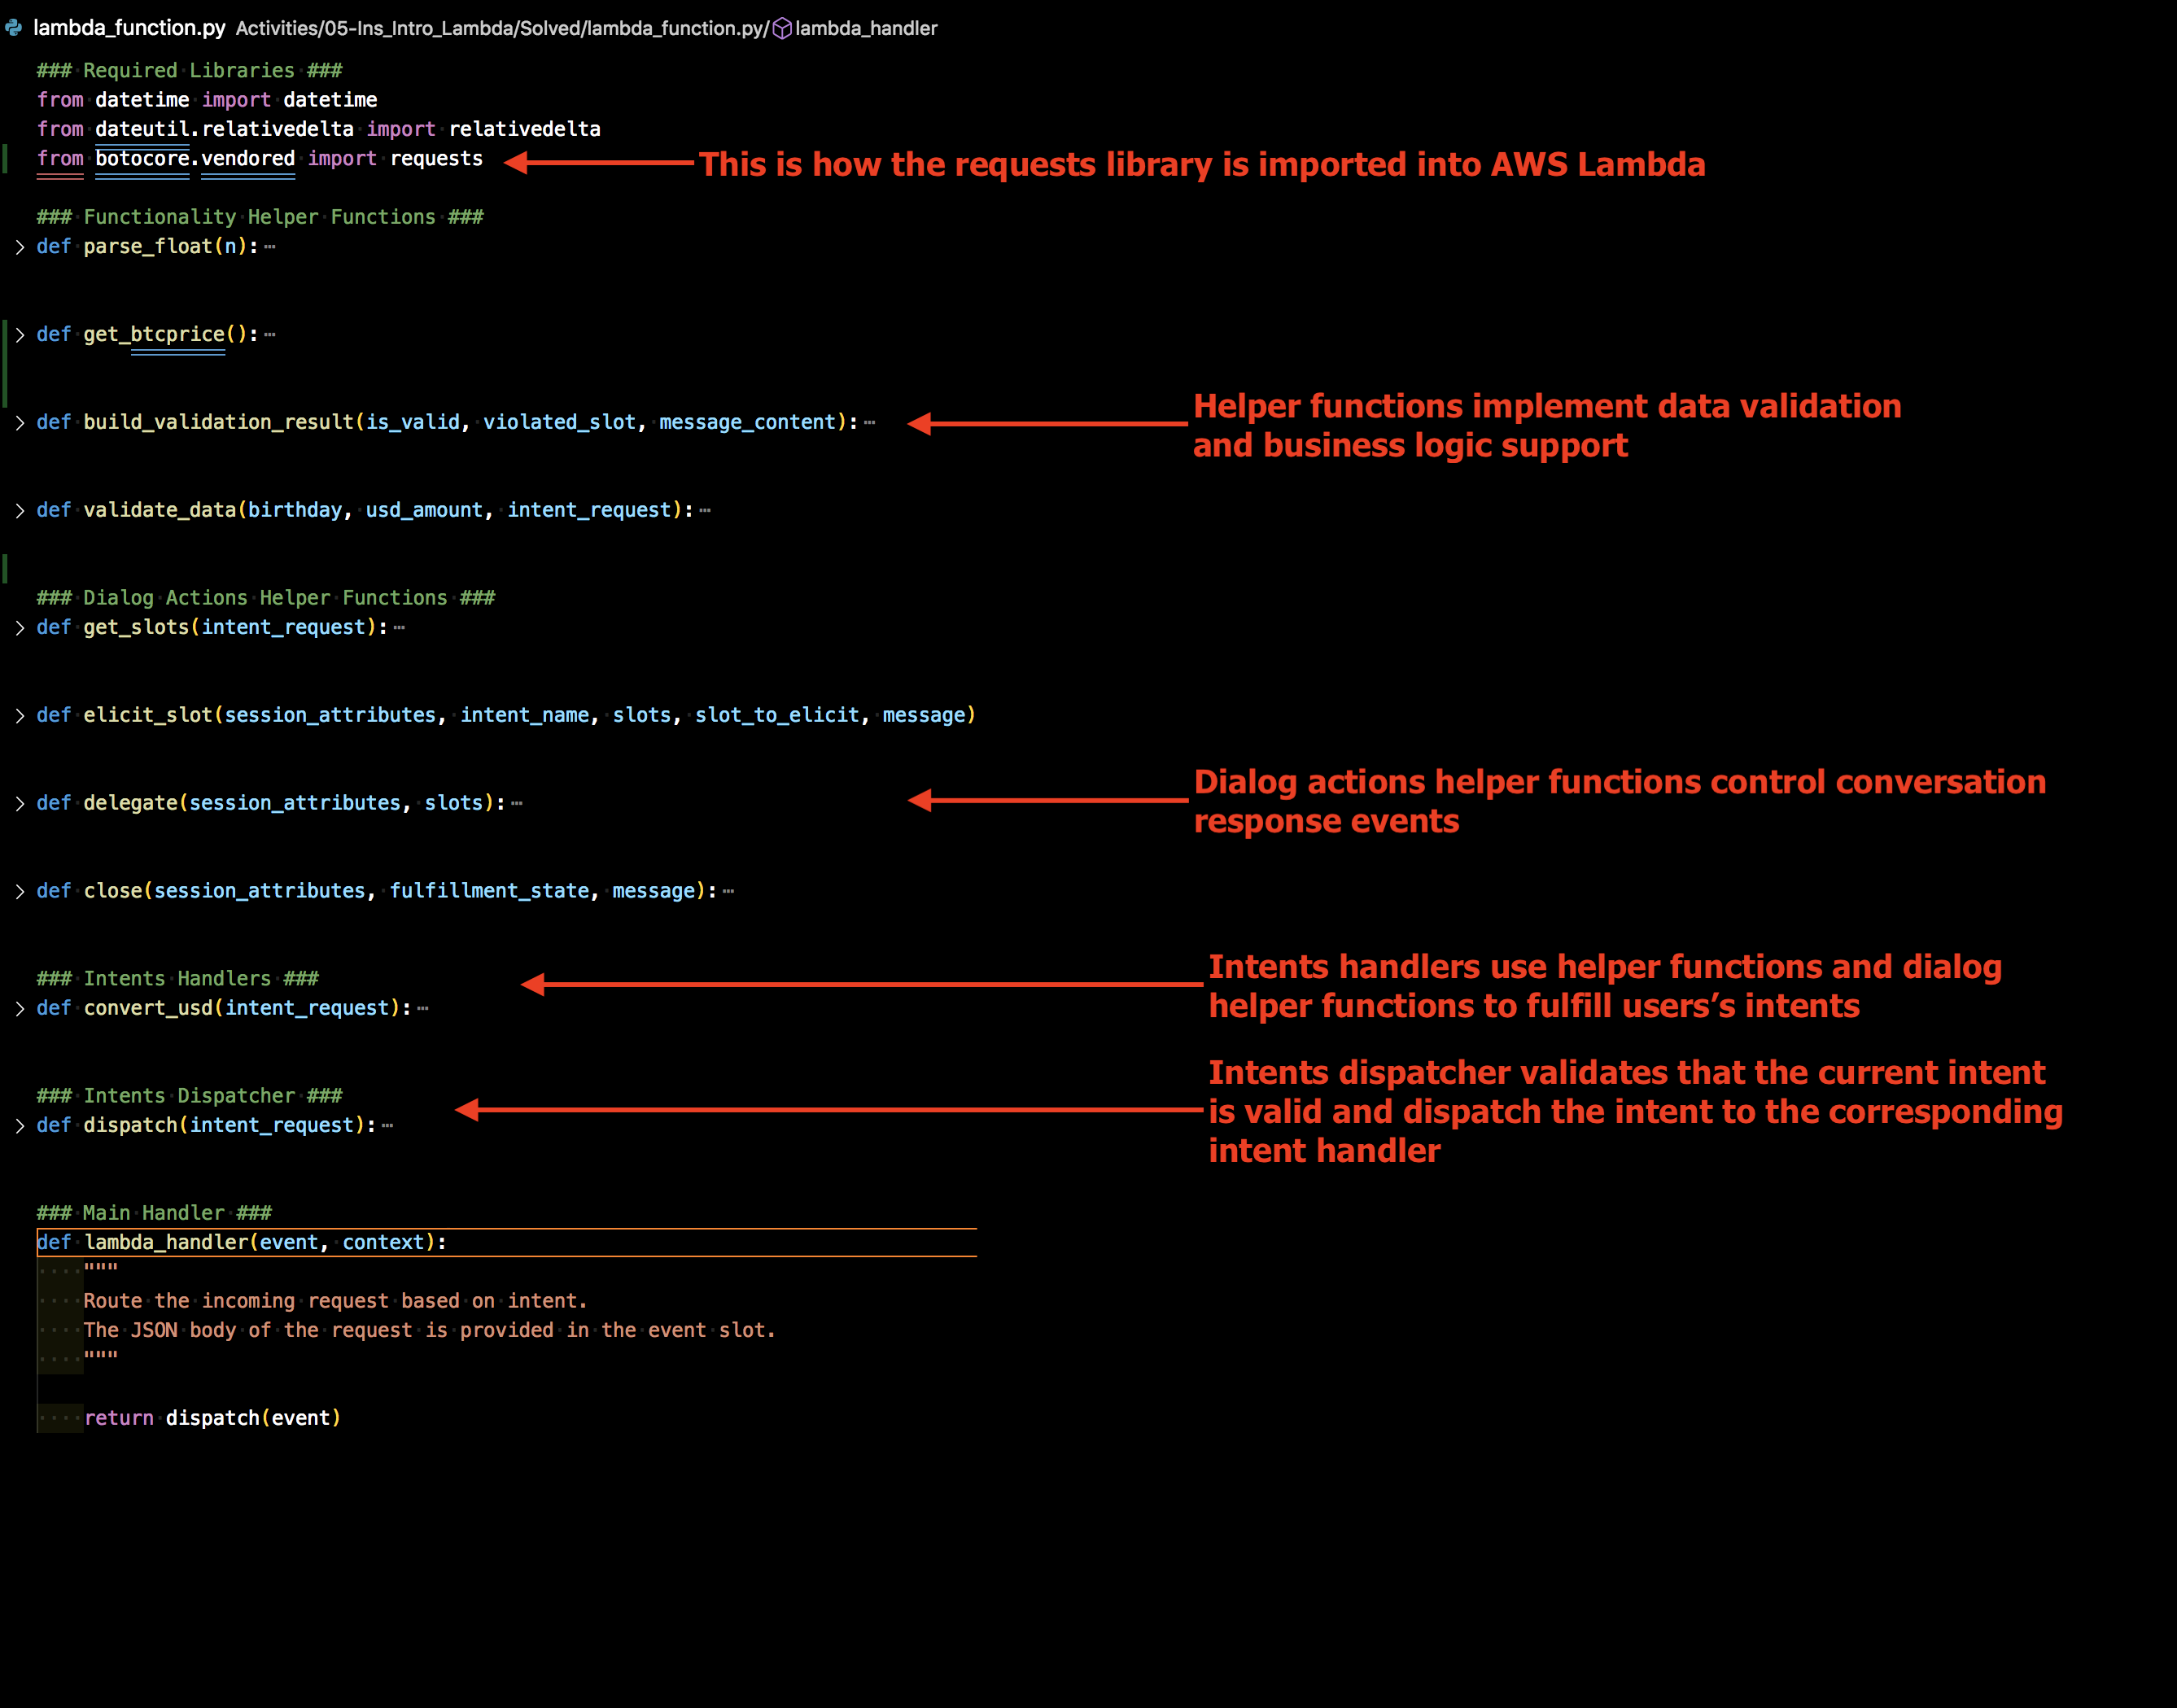 lambda_function.py Activities/05-Ins_Intro_Lambda/Solved/lambda_function.py/lambda_handler
### Required Libraries ###
from datetime import datetime
from dateutil.relativedelta import relativedelta
from botocore.vendored import requests
This is how the requests library is imported into AWS Lambda
### Functionality Helper Functions ###
def parse_float(n):…
def get_btcprice():…
def build_validation_result(is_valid, violated_slot, message_content):…
Helper functions implement data validation
and business logic support
def validate_data(birthday, usd_amount, intent_request):…
### Dialog Actions Helper Functions ###
def get_slots(intent_request):…
def elicit_slot(session_attributes, intent_name, slots, slot_to_elicit, message)
def delegate(session_attributes, slots):…
Dialog actions helper functions control conversation
response events
def close(session_attributes, fulfillment_state, message):…
### Intents Handlers ###
Intents handlers use helper functions and dialog
helper functions to fulfill users’s intents
def convert_usd(intent_request):…
### Intents Dispatcher ###
def dispatch(intent_request):…
Intents dispatcher validates that the current intent
is valid and dispatch the intent to the corresponding
intent handler
### Main Handler ###
def lambda_handler(event, context):
"""
Route the incoming request based on intent.
The JSON body of the request is provided in the event slot.
"""
return dispatch(event)